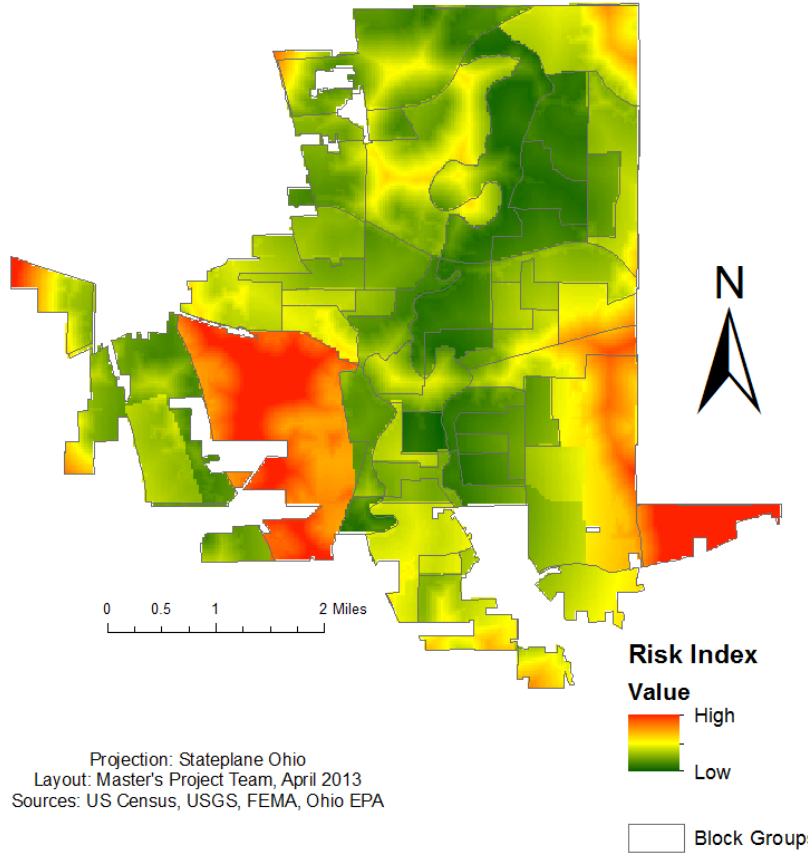 N
0 0.5 1 2 Miles
Risk Index
Value
High
Low
Projection: Stateplane Ohio
Layout: Master's Project Team, April 2013
Sources: US Census, USGS, FEMA, Ohio EPA
Block Groups